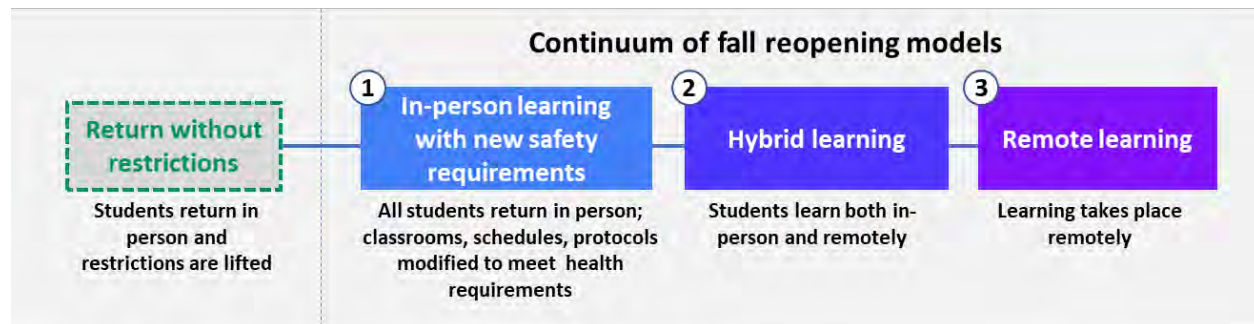 Continuum of fall reopening models
Return without
restrictions
Students return in
person and
restrictions are lifted
1
In-person learning
with new safety
requirements
All students return in person;
classrooms, schedules, protocols
modified to meet health
requirements
2
Hybrid learning
Students learn both in-
person and remotely
3
Remote learning
Learning takes place
remotely